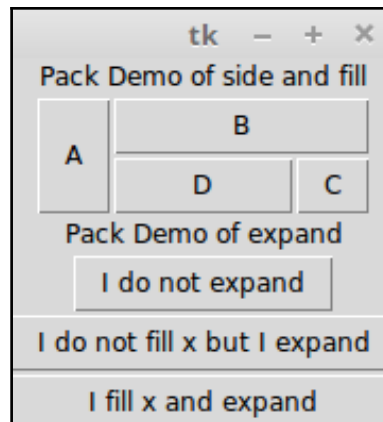 tk
Pack Demo of side and fill
A
B
D
C
Pack Demo of expand
I do not expand
I do not fill x but I expand
I fill x and expand